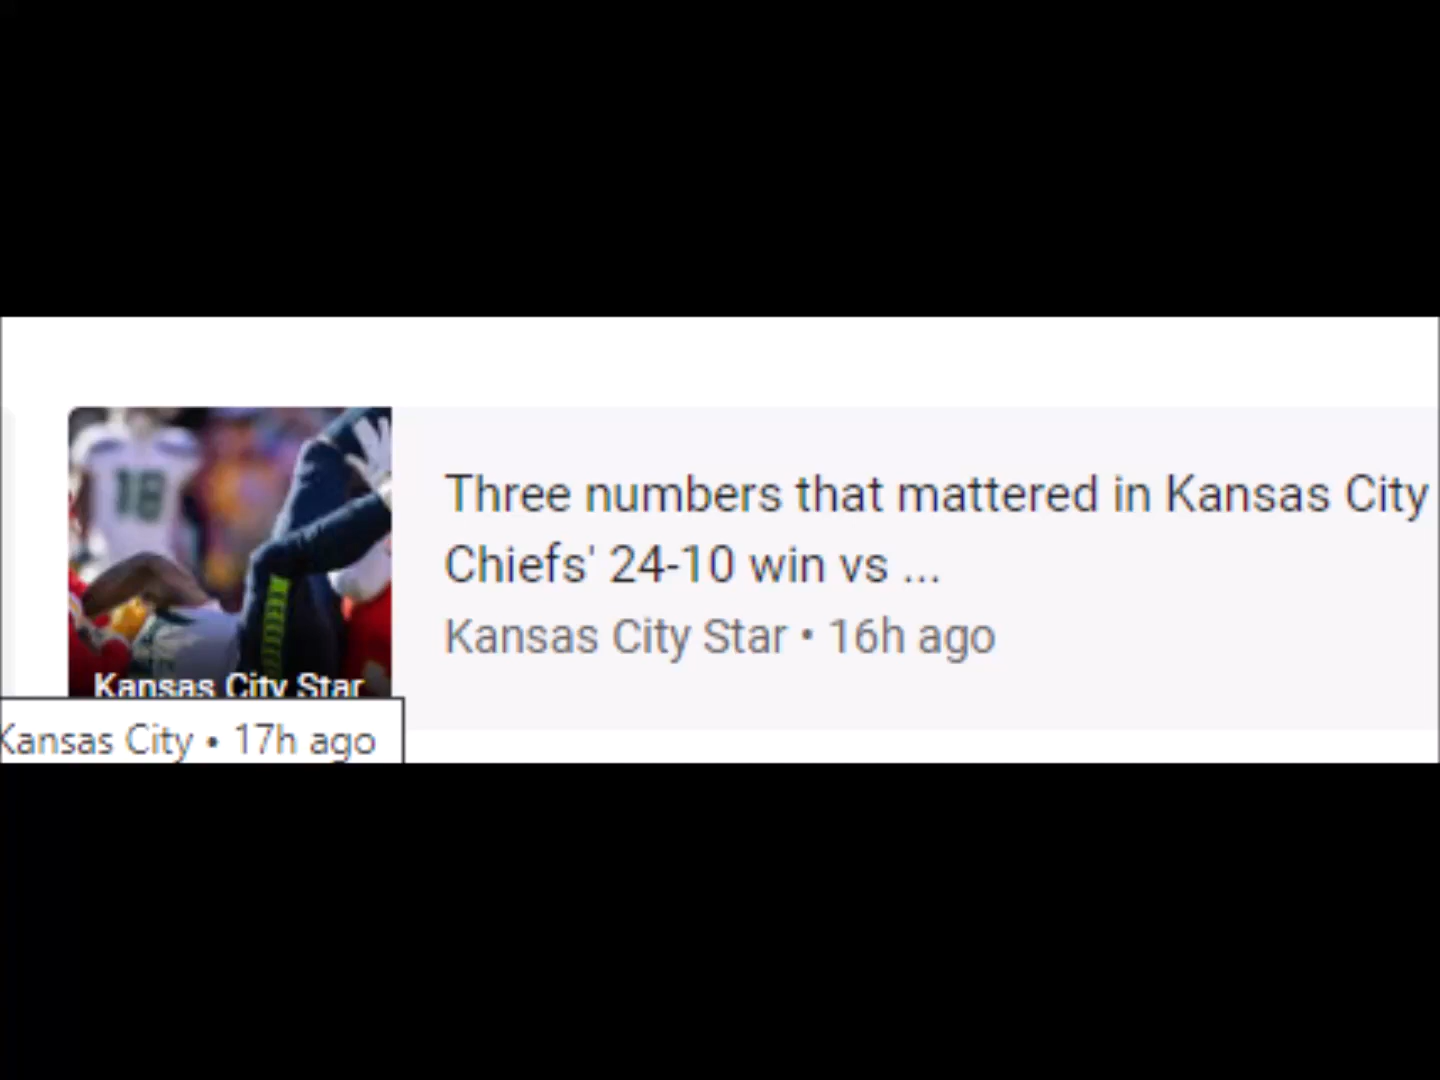 18
Three numbers that mattered in Kansas City
Chiefs' 24-10 win vs ...
Kansas City Star • 16h ago
Kansas City Star
Kansas City • 17h ago